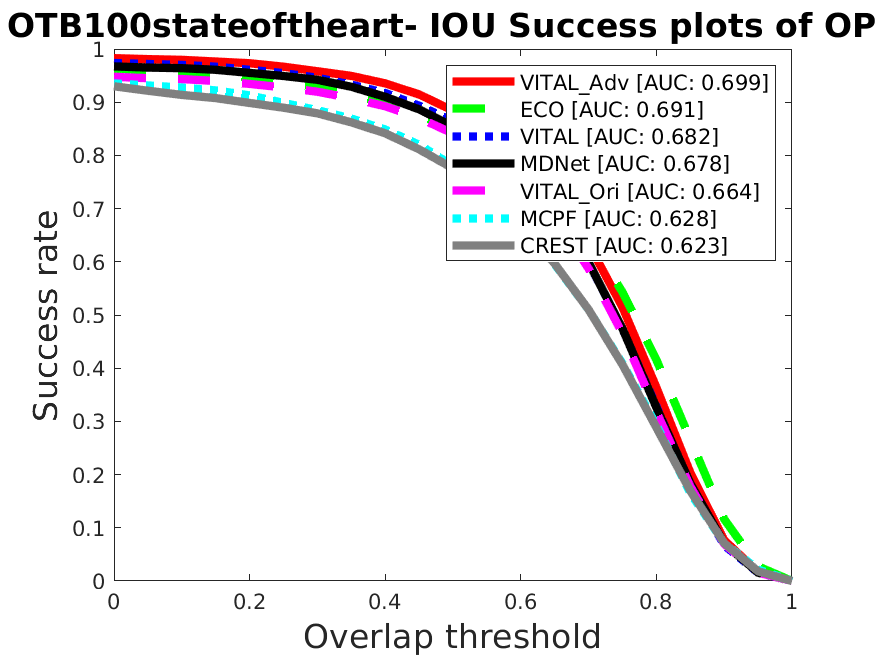 OTB100stateoftheart- IOU Success plots of OP
1
0.9
0.8
0.7
0.6
0.5
0.4
0.3
0.2
0.1
0
Success rate
VITAL_Adv [AUC: 0.699]
ECO [AUC: 0.691]
VITAL [AUC: 0.682]
MDNet [AUC: 0.678]
VITAL_Ori [AUC: 0.664]
MCPF [AUC: 0.628]
CREST [AUC: 0.623]
0 0.2 0.4 0.6 0.8 1
Overlap threshold